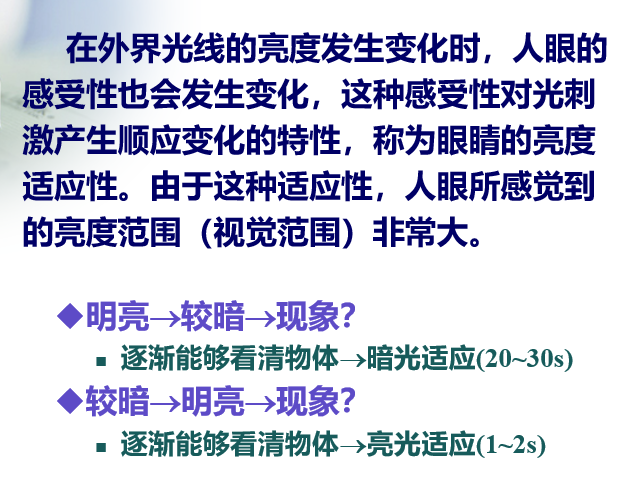 在外界光线的亮度发生变化时，人眼的
感受性也会发生变化，这种感受性对光刺
激产生顺应变化的特性，称为眼睛的亮度
适应性。由于这种适应性，人眼所感觉到
的亮度范围（视觉范围）非常大。
◆明亮→较暗→现象?
■ 逐渐能够看清物体→暗光适应(20~30s)
◆较暗→明亮→现象?
■ 逐渐能够看清物体→亮光适应(1~2s)